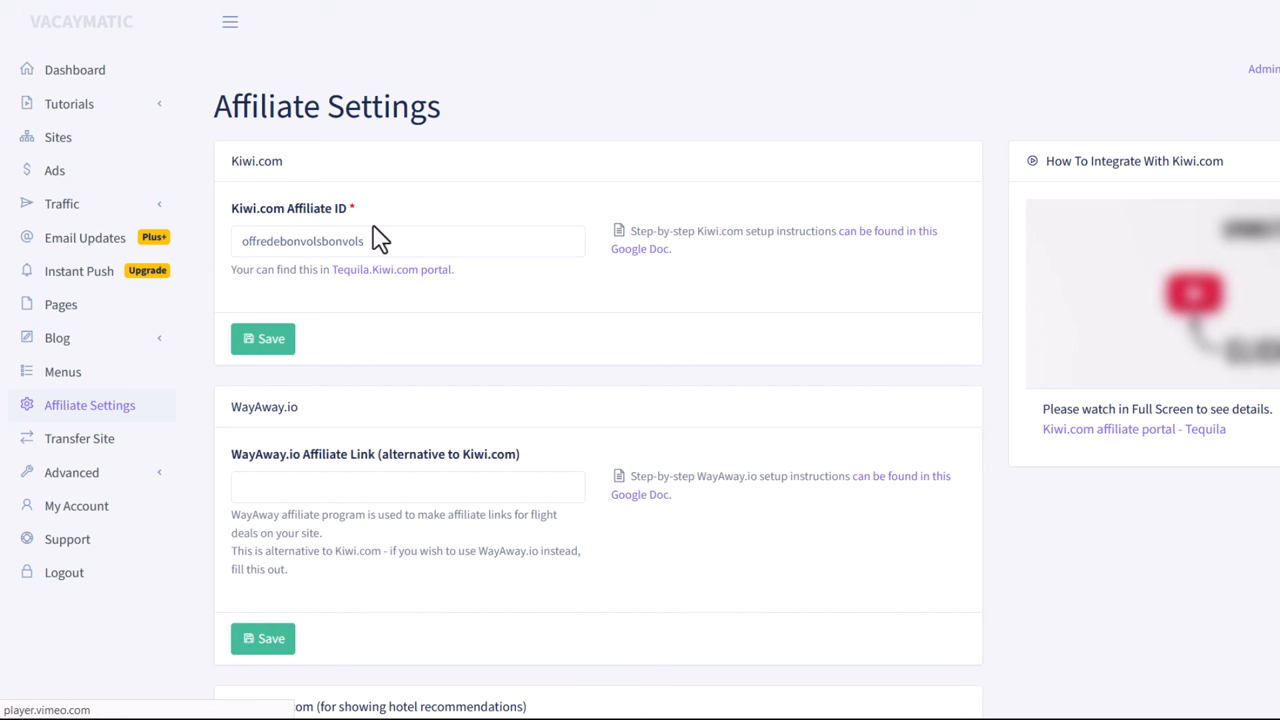 VACAYMATIC
Dashboard
Tutorials
Sites
Ads
Traffic
Email Updates Plus+
Instant Push Upgrade
Pages
Blog
Menus
Affiliate Settings
Transfer Site
Advanced
My Account
Support
Logout
Admin
Affiliate Settings
Kiwi.com
Kiwi.com Affiliate ID *
offredebonvolsbonvols
Your can find this in Tequila.Kiwi.com portal.
Step-by-step Kiwi.com setup instructions can be found in this
Google Doc.
Save
WayAway.io
WayAway.io Affiliate Link (alternative to Kiwi.com)
WayAway affiliate program is used to make affiliate links for flight
deals on your site.
This is alternative to Kiwi.com - if you wish to use WayAway.io instead,
fill this out.
Step-by-step WayAway.io setup instructions can be found in this
Google Doc.
Save
om (for showing hotel recommendations)
How To Integrate With Kiwi.com
Please watch in Full Screen to see details.
Kiwi.com affiliate portal - Tequila
player.vimeo.com